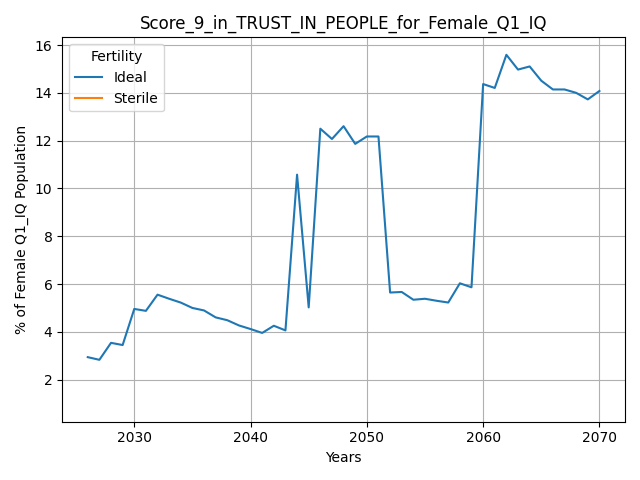 Score_9_in_TRUST_IN_PEOPLE_for_Female_Q1_IQ
Fertility
Ideal
Sterile
% of Female Q1_IQ Population
16
14
12
10
8
6
4
2
2030 2040 2050 2060 2070
Years